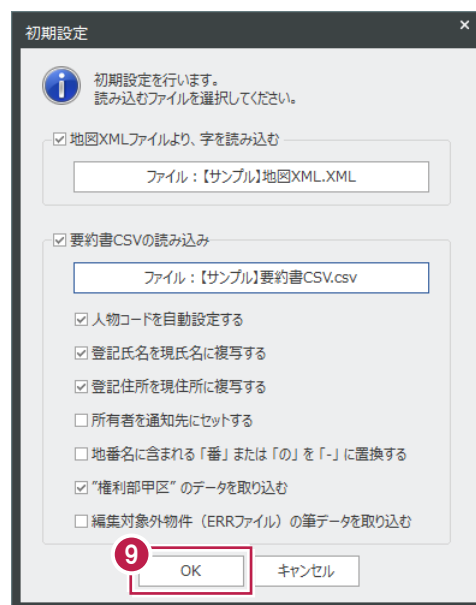 初期設定
×
初期設定を行います。
読み込むファイルを選択してください。
地図XMLファイルより、字を読み込む
ファイル：【サンプル】地図XML.XML
要約書CSVの読み込み
ファイル：【サンプル】要約書CSV.csv
人物コードを自動設定する
登記氏名を現氏名に複写する
登記住所を現住所に複写する
所有者を通知先にセットする
地番名に含まれる「番」または「の」を「-」に置換する
"権利部甲区" のデータを取り込む
編集対象外物件（ERRファイル）の筆データを取り込む
9
OK
キャンセル